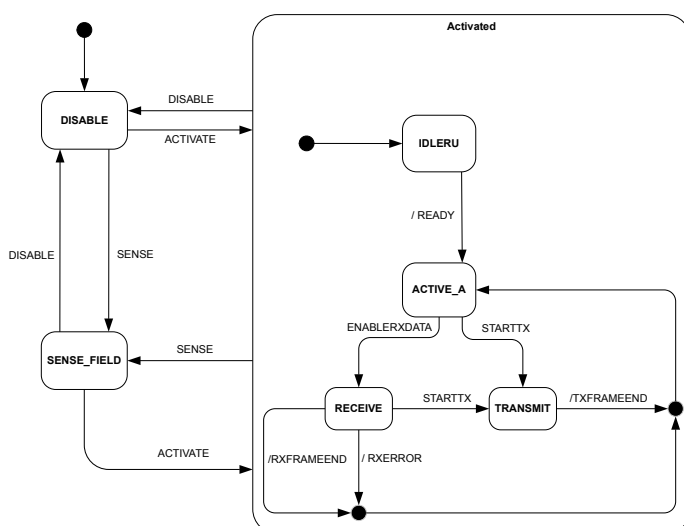 Activated
DISABLE
DISABLE
ACTIVATE
IDLERU
/ READY
DISABLE
SENSE
ACTIVE_A
ENABLERXDATA
STARTTX
SENSE_FIELD
SENSE
RECEIVE
STARTTX
TRANSMIT
/TXFRAMEEND
ACTIVATE
/RXFRAMEEND
/ RXERROR